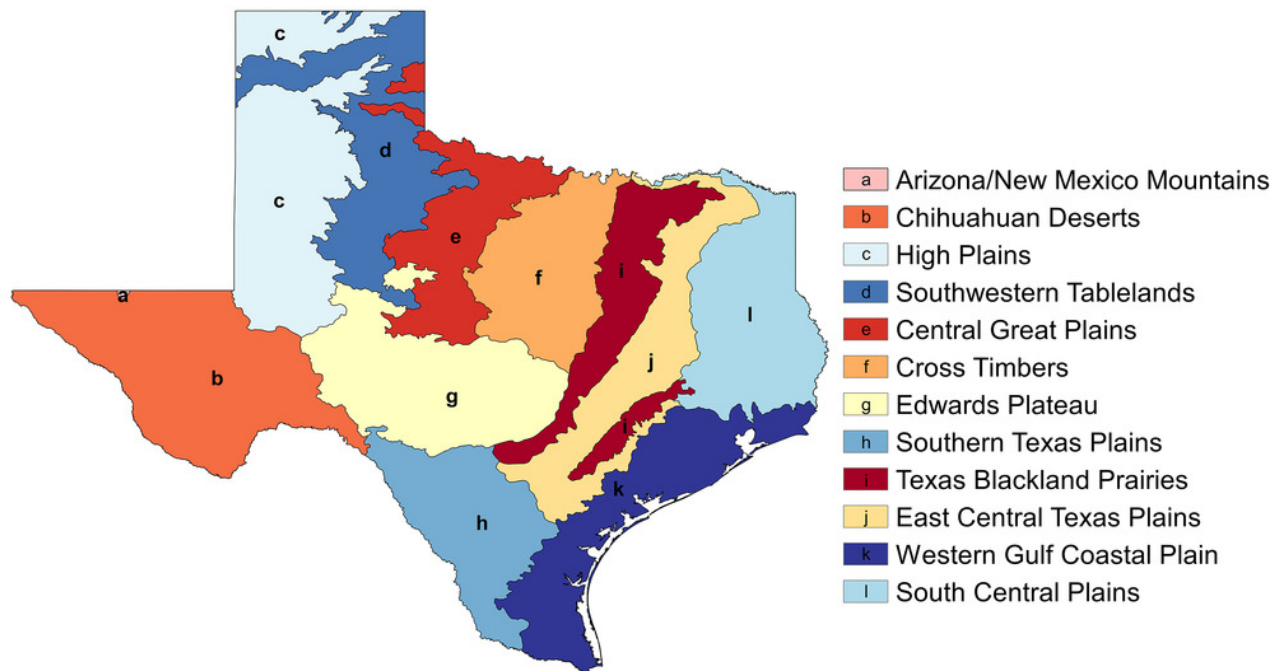 c
d
c
e
i
f
a
l
j
b
g
i
k
h
a Arizona/New Mexico Mountains
b Chihuahuan Deserts
c High Plains
d Southwestern Tablelands
e Central Great Plains
f Cross Timbers
g Edwards Plateau
h Southern Texas Plains
i Texas Blackland Prairies
j East Central Texas Plains
k Western Gulf Coastal Plain
l South Central Plains